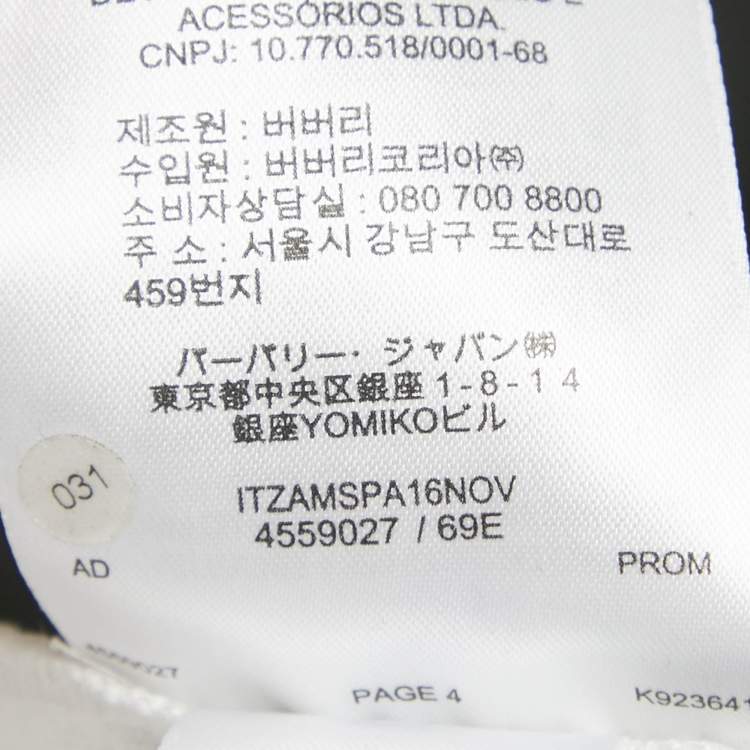 ACESSÓRIOS LTDA.
CNPJ: 10.770.518/0001-68
제조원 : 버버리
수입원 : 버버리코리아㈜
소비자상담실 : 080 700 8800
주 소 : 서울시 강남구 도산대로
459번지
バーバリー・ジャパン㈱
東京都中央区銀座 1-8-14
銀座YOMIKOビル
031
ITZAMSPA16NOV
4559027 / 69E
AD
PROM
4559027
PAGE 4
K923641